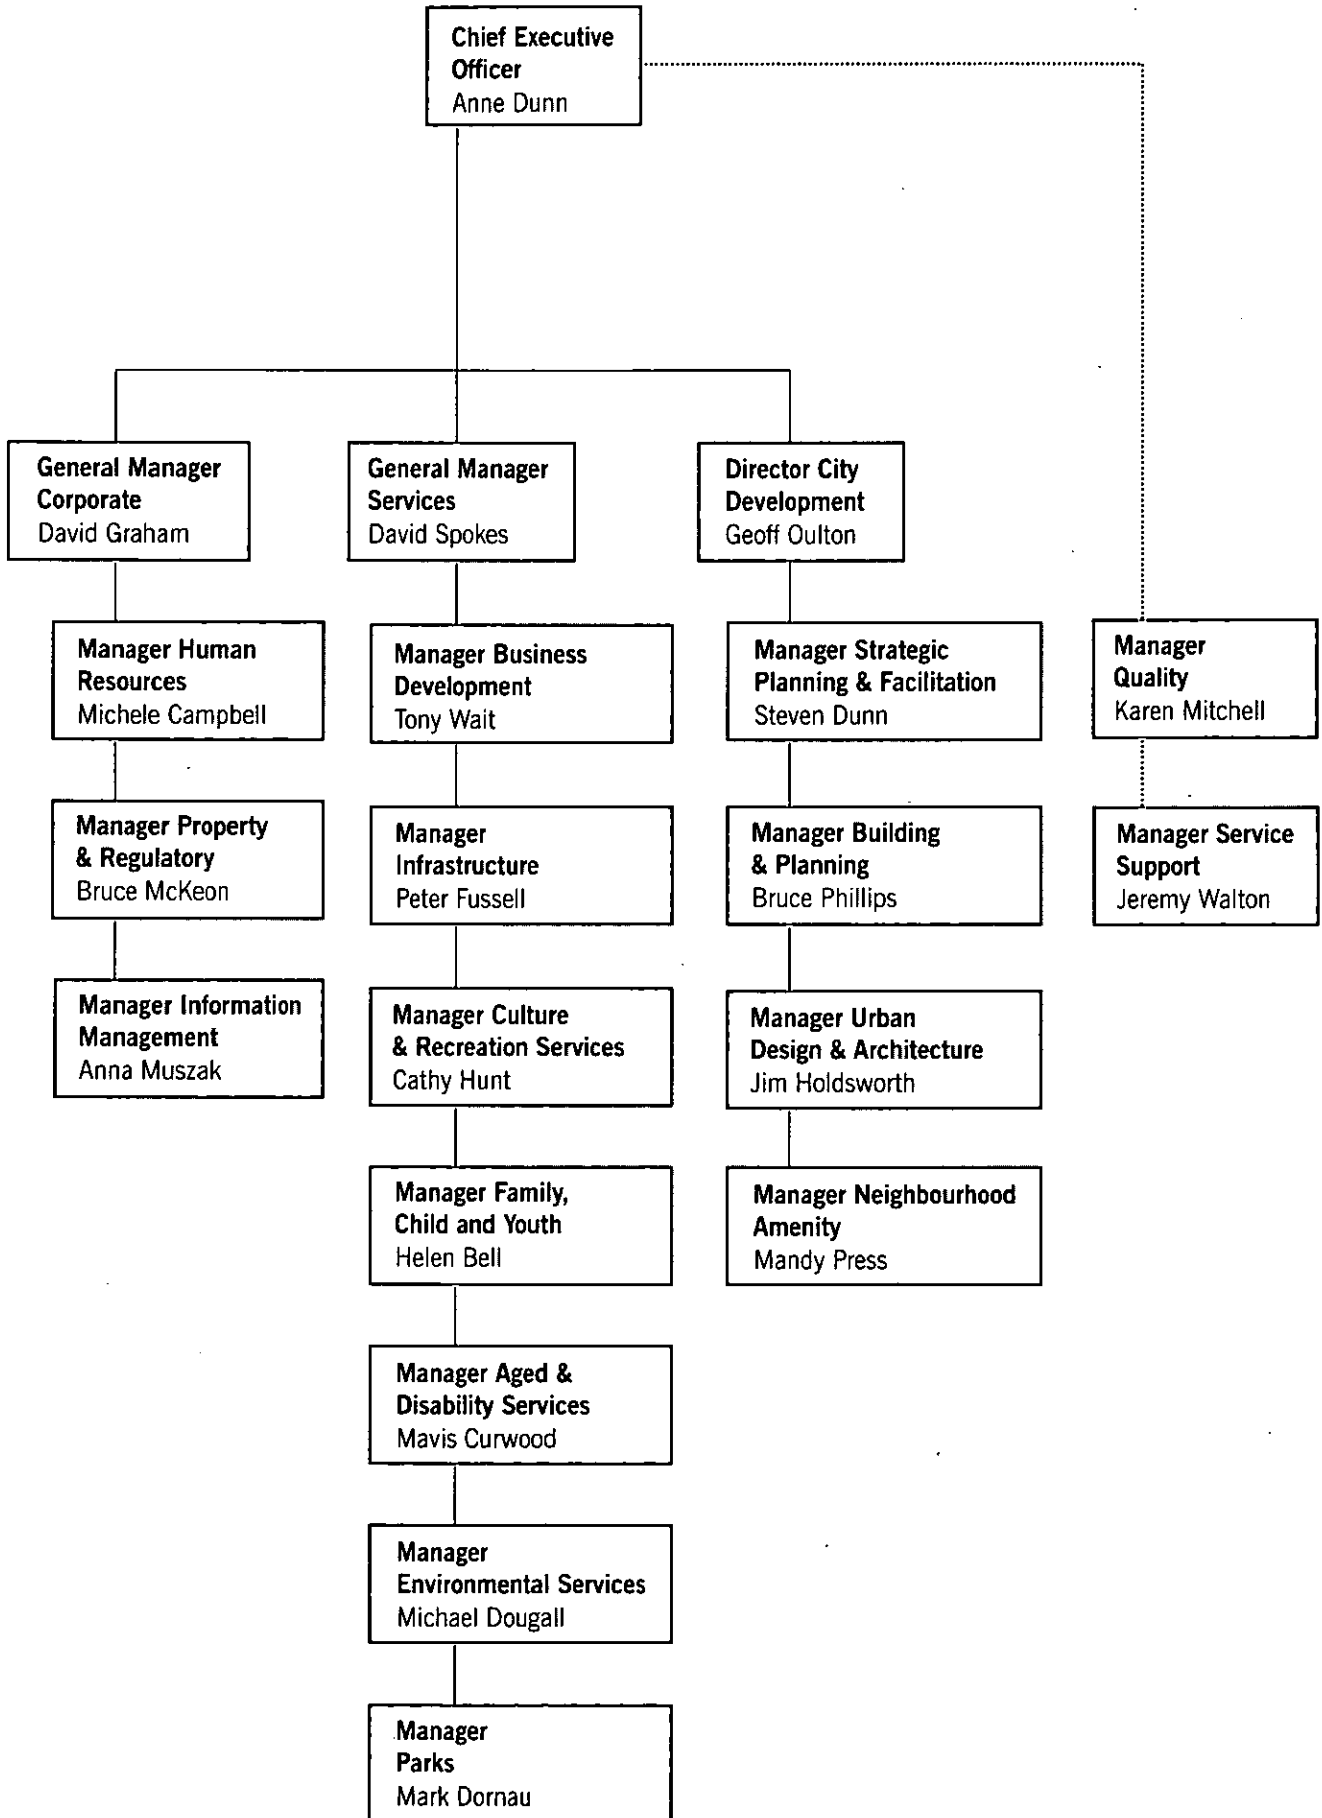 Chief Executive
Officer
Anne Dunn
General Manager
Corporate
David Graham
General Manager
Services
David Spokes
Director City
Development
Geoff Oulton
Manager Human
Resources
Michele Campbell
Manager Business
Development
Tony Wait
Manager Strategic
Planning & Facilitation
Steven Dunn
Manager
Quality
Karen Mitchell
Manager Property
& Regulatory
Bruce McKeon
Manager
Infrastructure
Peter Fussell
Manager Building
& Planning
Bruce Phillips
Manager Service
Support
Jeremy Walton
Manager Information
Management
Anna Muszak
Manager Culture
& Recreation Services
Cathy Hunt
Manager Urban
Design & Architecture
Jim Holdsworth
Manager Family,
Child and Youth
Helen Bell
Manager Neighbourhood
Amenity
Mandy Press
Manager Aged &
Disability Services
Mavis Curwood
Manager
Environmental Services
Michael Dougall
Manager
Parks
Mark Dornau